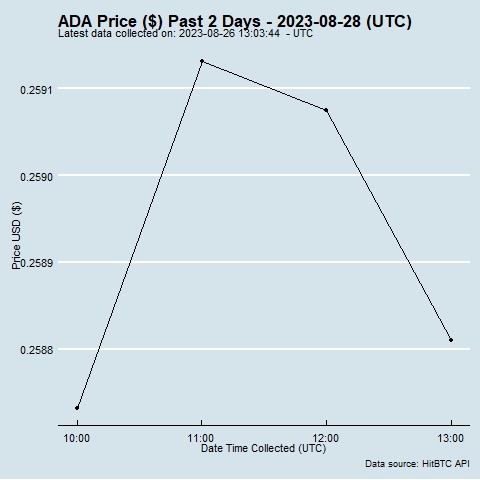 ADA Price ($) Past 2 Days - 2023-08-28 (UTC)
Latest data collected on: 2023-08-26 13:03:44 - UTC
0.2591
0.2590
0.2589
0.2588
Price USD ($)
10:00 11:00 12:00 13:00
Date Time Collected (UTC)
Data source: HitBTC API